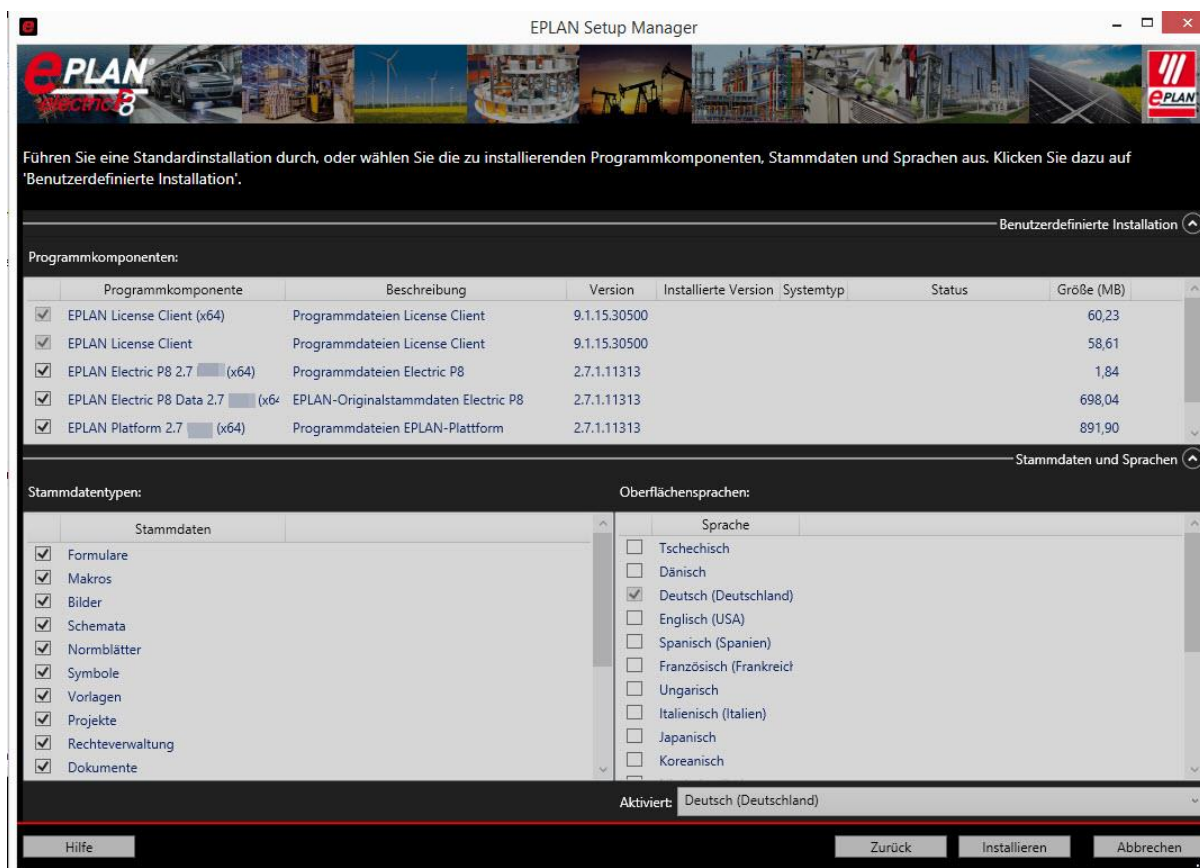 EPLAN Setup Manager
ePLAN
electric P8
ePLAN
Führen Sie eine Standardinstallation durch, oder wählen Sie die zu installierenden Programmkomponenten, Stammdaten und Sprachen aus. Klicken Sie dazu auf
'Benutzerdefinierte Installation'.
Benutzerdefinierte Installation
Programmkomponenten:
Programmkomponente Beschreibung Version Installierte Version Systemtyp Status Größe (MB)
EPLAN License Client (x64) Programmdateien License Client 9.1.15.30500 60,23
EPLAN License Client Programmdateien License Client 9.1.15.30500 58,61
EPLAN Electric P8 2.7 (x64) Programmdateien Electric P8 2.7.1.11313 1,84
EPLAN Electric P8 Data 2.7 (x64 EPLAN-Originalstammdaten Electric P8 2.7.1.11313 698,04
EPLAN Platform 2.7 (x64) Programmdateien EPLAN-Plattform 2.7.1.11313 891,90
Stammdaten und Sprachen
Stammdatentypen:
Stammdaten
Formulare
Makros
Bilder
Schemata
Normblätter
Symbole
Vorlagen
Projekte
Rechteverwaltung
Dokumente
Oberflächensprachen:
Sprache
Tschechisch
Dänisch
Deutsch (Deutschland)
Englisch (USA)
Spanisch (Spanien)
Französisch (Frankreich
Ungarisch
Italienisch (Italien)
Japanisch
Koreanisch
Aktiviert: Deutsch (Deutschland)
Hilfe Zurück Installieren Abbrechen